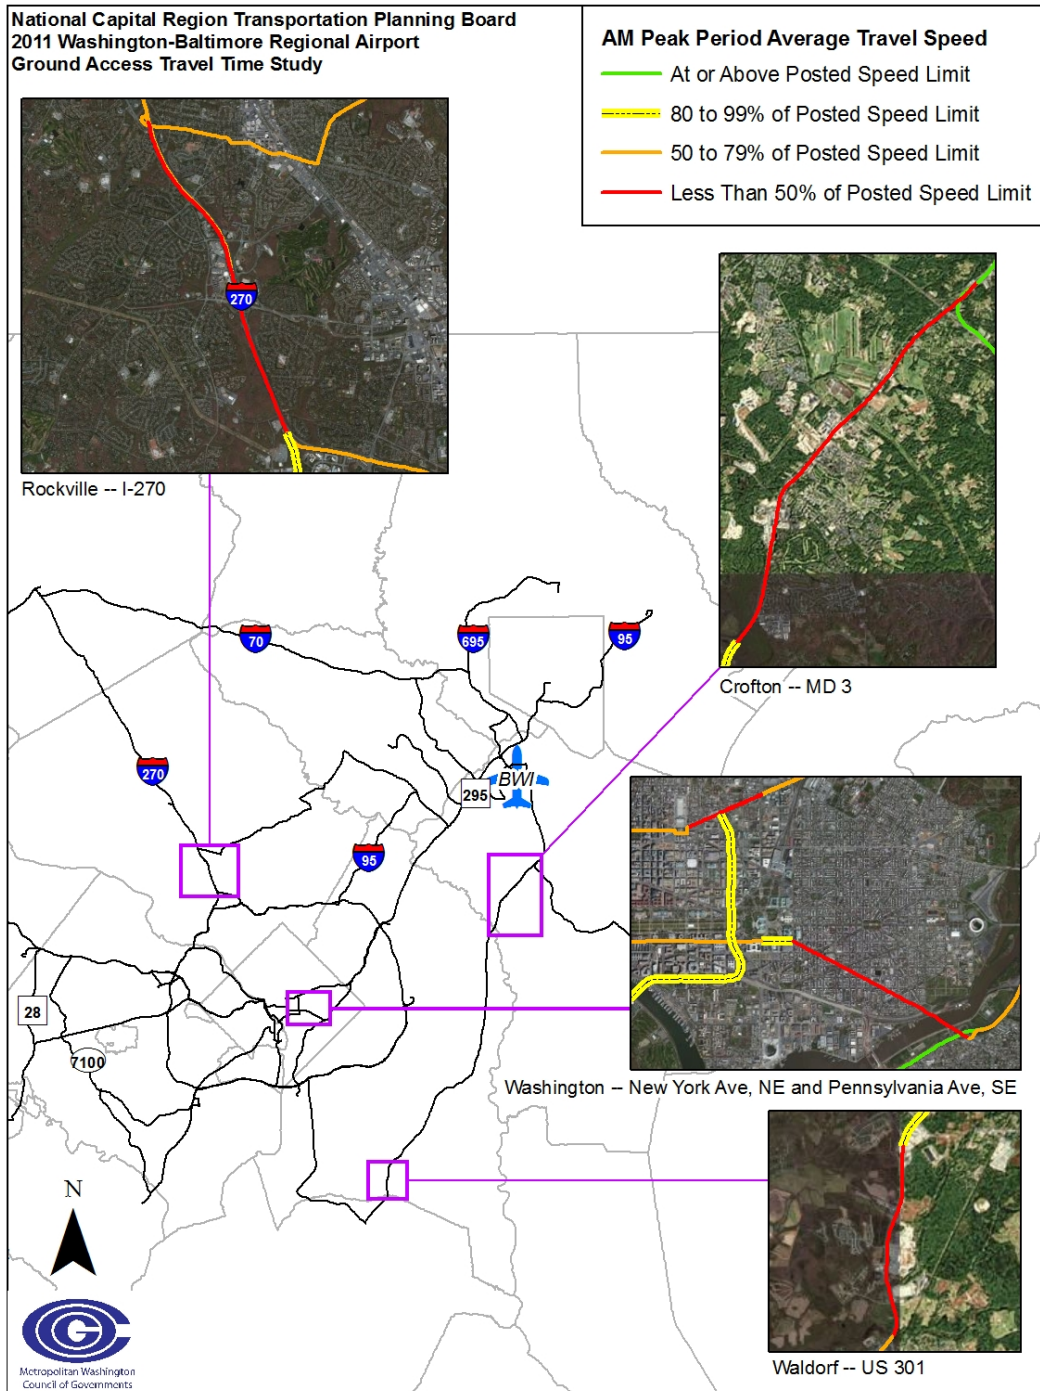 National Capital Region Transportation Planning Board
2011 Washington-Baltimore Regional Airport
Ground Access Travel Time Study
AM Peak Period Average Travel Speed
At or Above Posted Speed Limit
80 to 99% of Posted Speed Limit
50 to 79% of Posted Speed Limit
Less Than 50% of Posted Speed Limit
270
Rockville -- I-270
Crofton -- MD 3
70
695
95
270
295
BWI
95
28
7100
Washington -- New York Ave, NE and Pennsylvania Ave, SE
Waldorf -- US 301
N
COG
Metropolitan Washington
Council of Governments